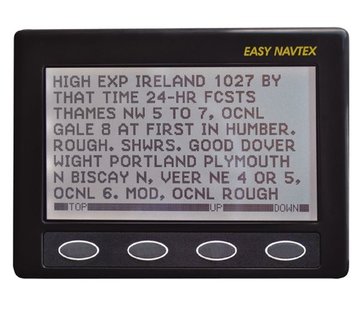 EASY NAVTEX
HIGH EXP IRELAND 1027 BY
THAT TIME 24-HR FCSTS
THAMES NW 5 TO 7, OCNL
GALE 8 AT FIRST IN HUMBER.
ROUGH. SHWRS. GOOD DOVER
WIGHT PORTLAND PLYMOUTH
N BISCAY N, VEER NE 4 OR 5,
OCNL 6. MOD, OCNL ROUGH
TOP UP DOWN